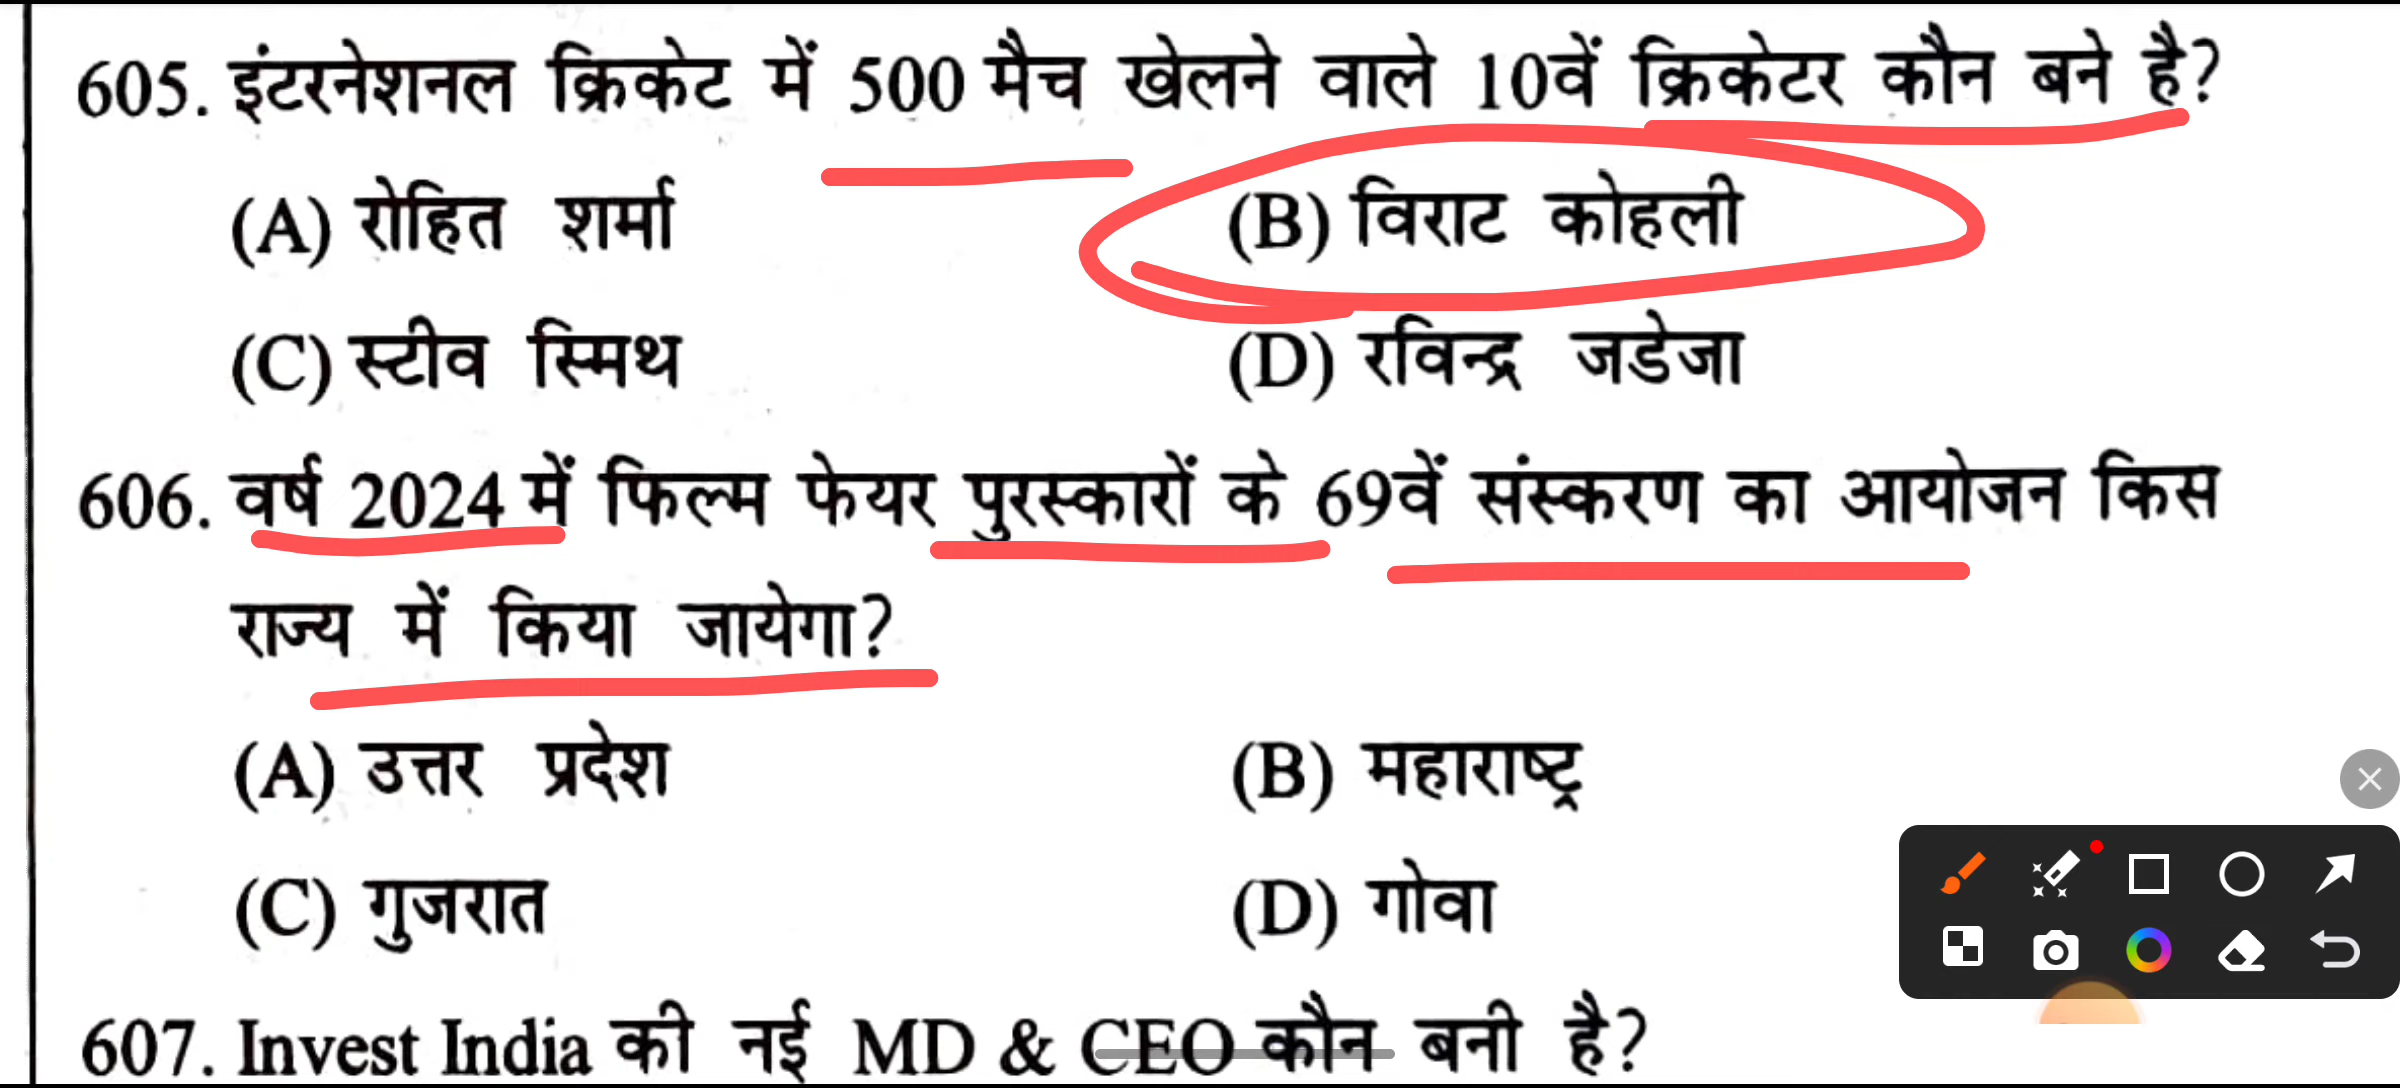 605. इंटरनेशनल क्रिकेट में 500 मैच खेलने वाले 10वें क्रिकेटर कौन बने है?
(A) रोहित शर्मा (B) विराट कोहली
(C) स्टीव स्मिथ (D) रविन्द्र जडेजा
606. वर्ष 2024 में फिल्म फेयर पुरस्कारों के 69वें संस्करण का आयोजन किस
राज्य में किया जायेगा?
(A) उत्तर प्रदेश (B) महाराष्ट्र
(C) गुजरात (D) गोवा
607. Invest India की नई MD & CEO कौन बनी है?